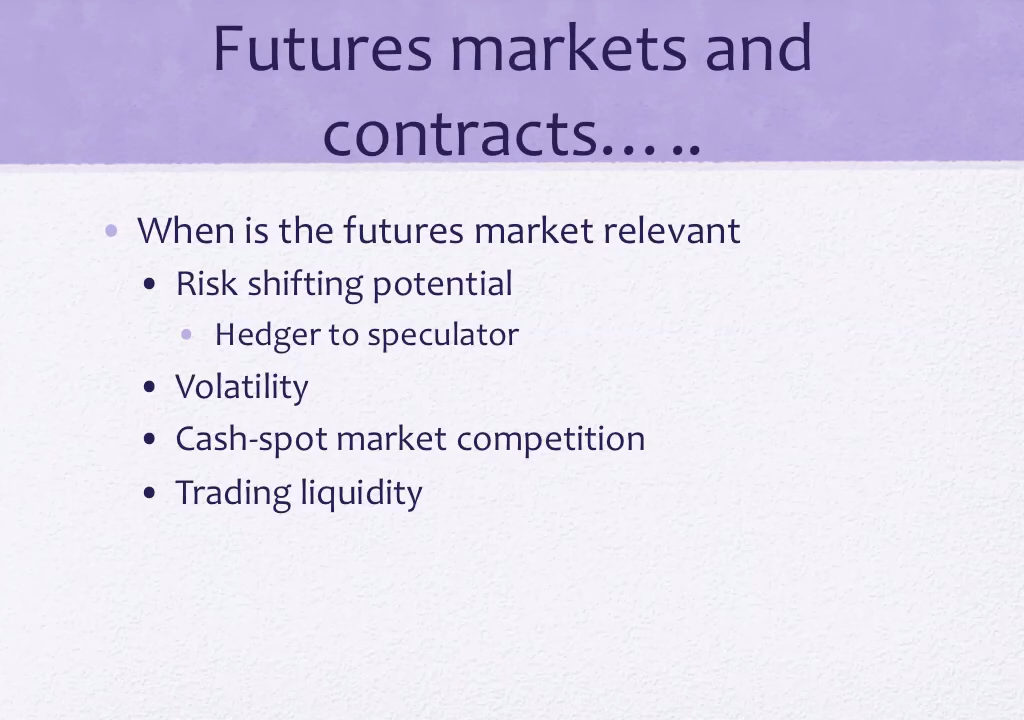 Futures markets and
contracts…..
• When is the futures market relevant
• Risk shifting potential
• Hedger to speculator
• Volatility
• Cash-spot market competition
• Trading liquidity